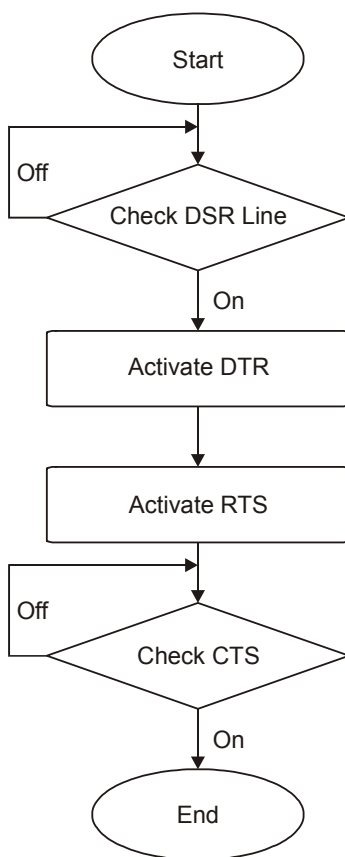 Start
Off
Check DSR Line
On
Activate DTR
Activate RTS
Off
Check CTS
On
End